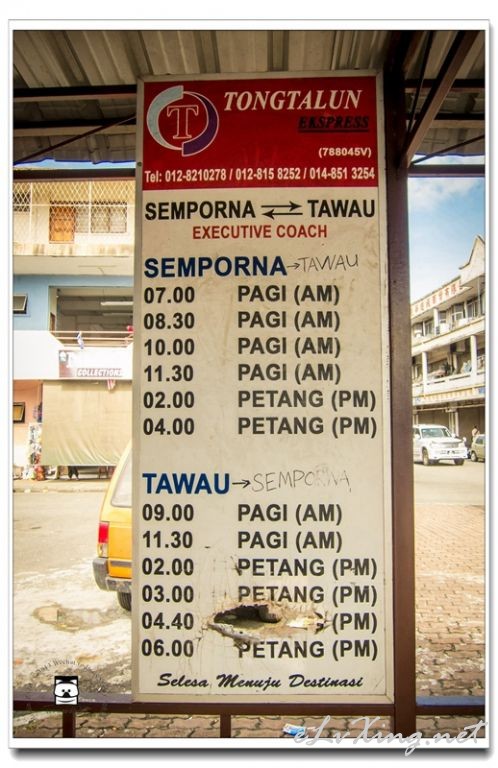 T
TONGTALUN
EKSPRESS
(788045V)
Tel: 012-8210278 / 012-815 8252 / 014-851 3254
SEMPORNA ⇌ TAWAU
EXECUTIVE COACH
SEMPORNA → TAWAU
07.00 PAGI (AM)
08.30 PAGI (AM)
10.00 PAGI (AM)
11.30 PAGI (AM)
02.00 PETANG (PM)
04.00 PETANG (PM)
TAWAU → SEMPORNA
09.00 PAGI (AM)
11.30 PAGI (AM)
02.00 PETANG (PM)
03.00 PETANG (PM)
04.40 (PM)
06.00 PETANG (PM)
Selesa Menuju Destinasi
COLLECTIONS
eLvXing.net